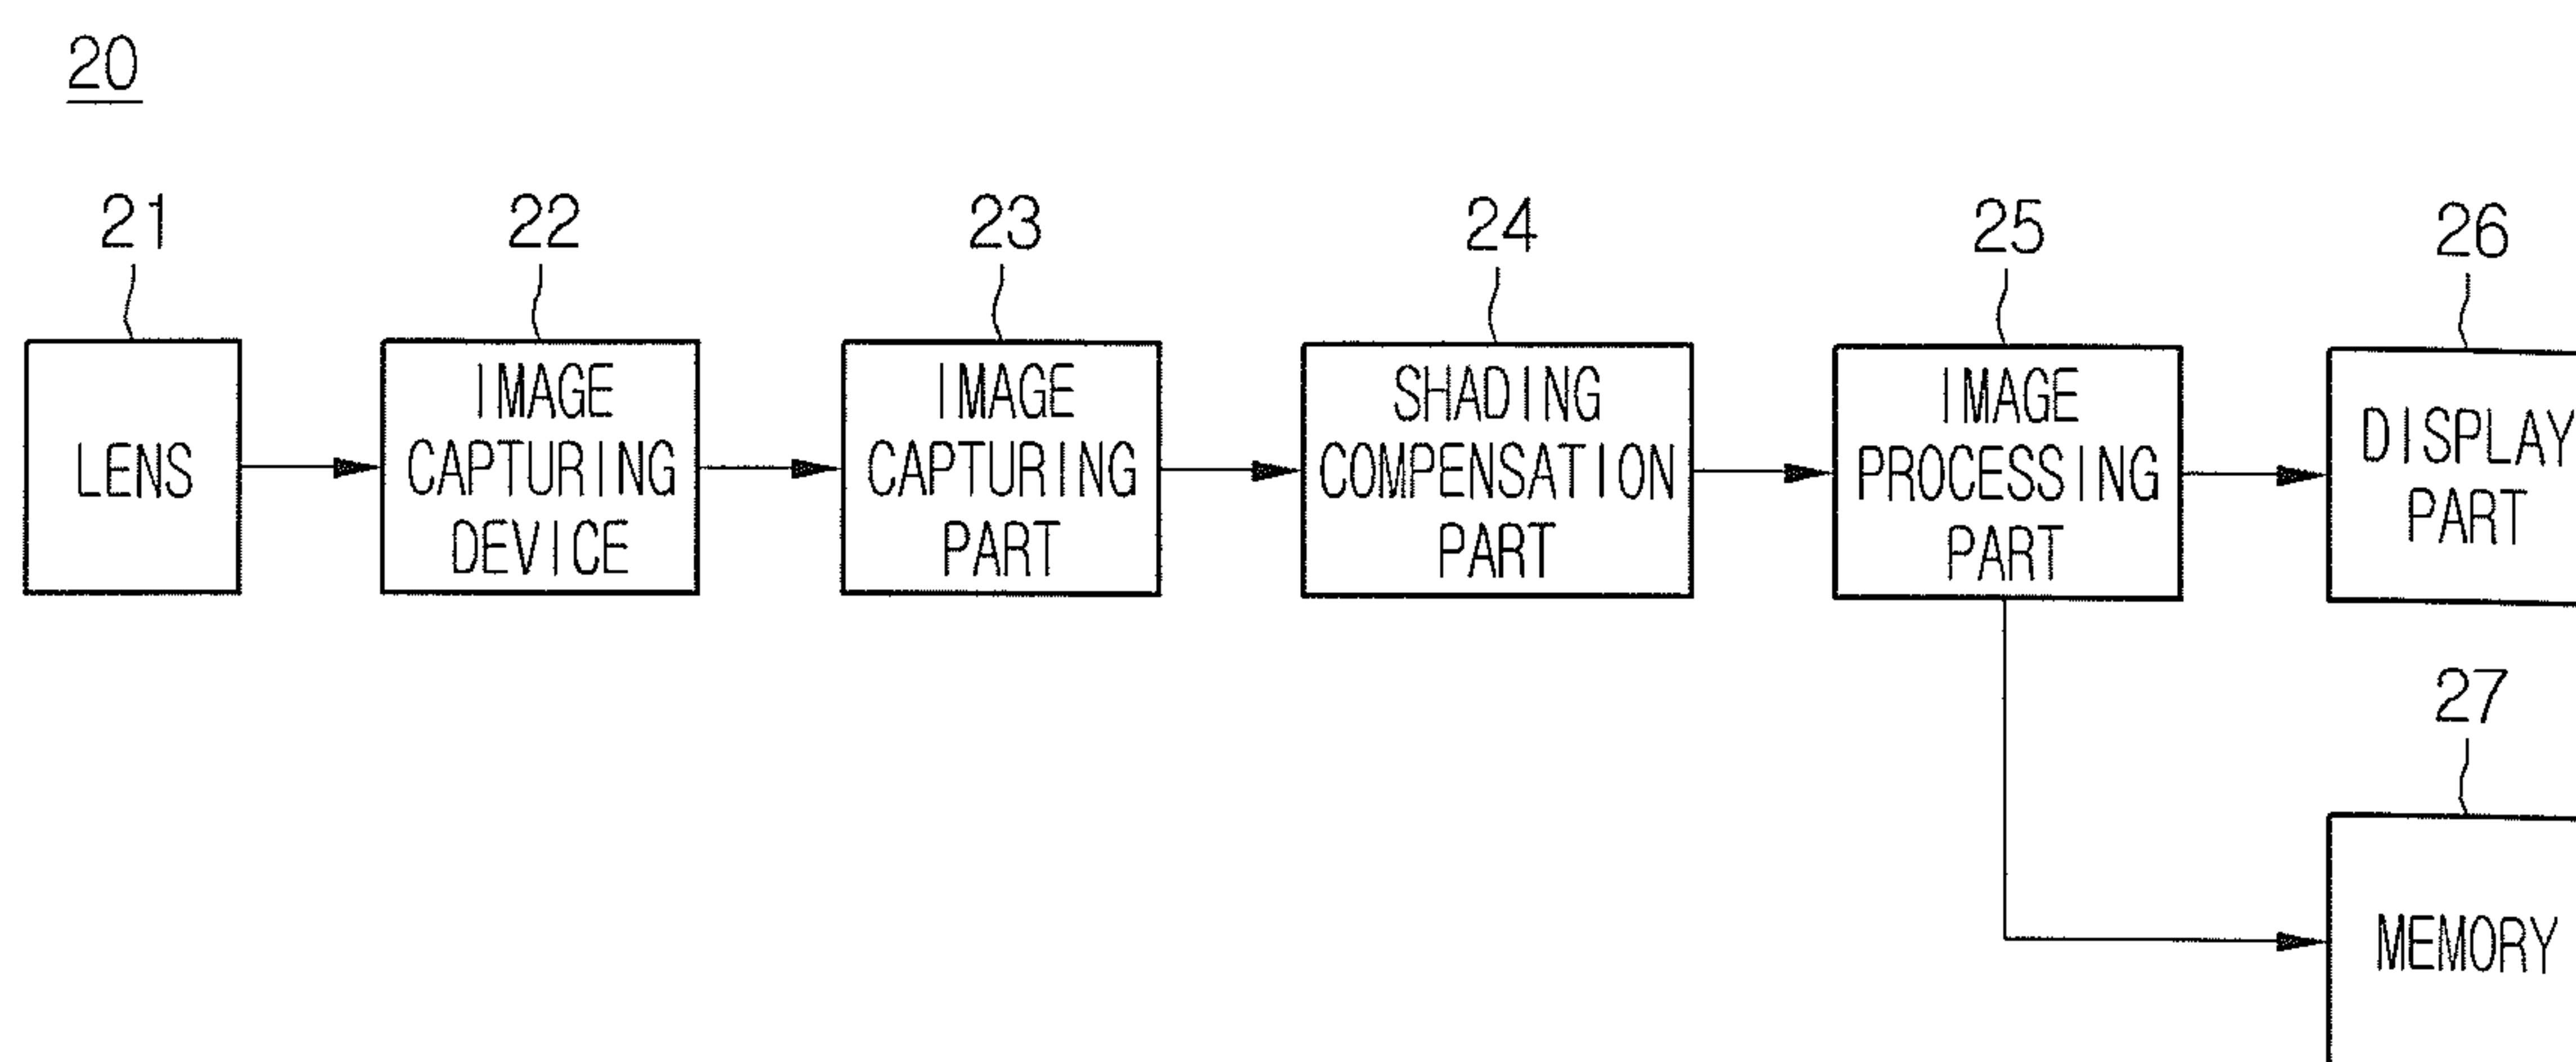 20
21
22
23
24
25
26
LENS
IMAGE
CAPTURING
DEVICE
IMAGE
CAPTURING
PART
SHADING
COMPENSATION
PART
IMAGE
PROCESSING
PART
DISPLAY
PART
27
MEMORY